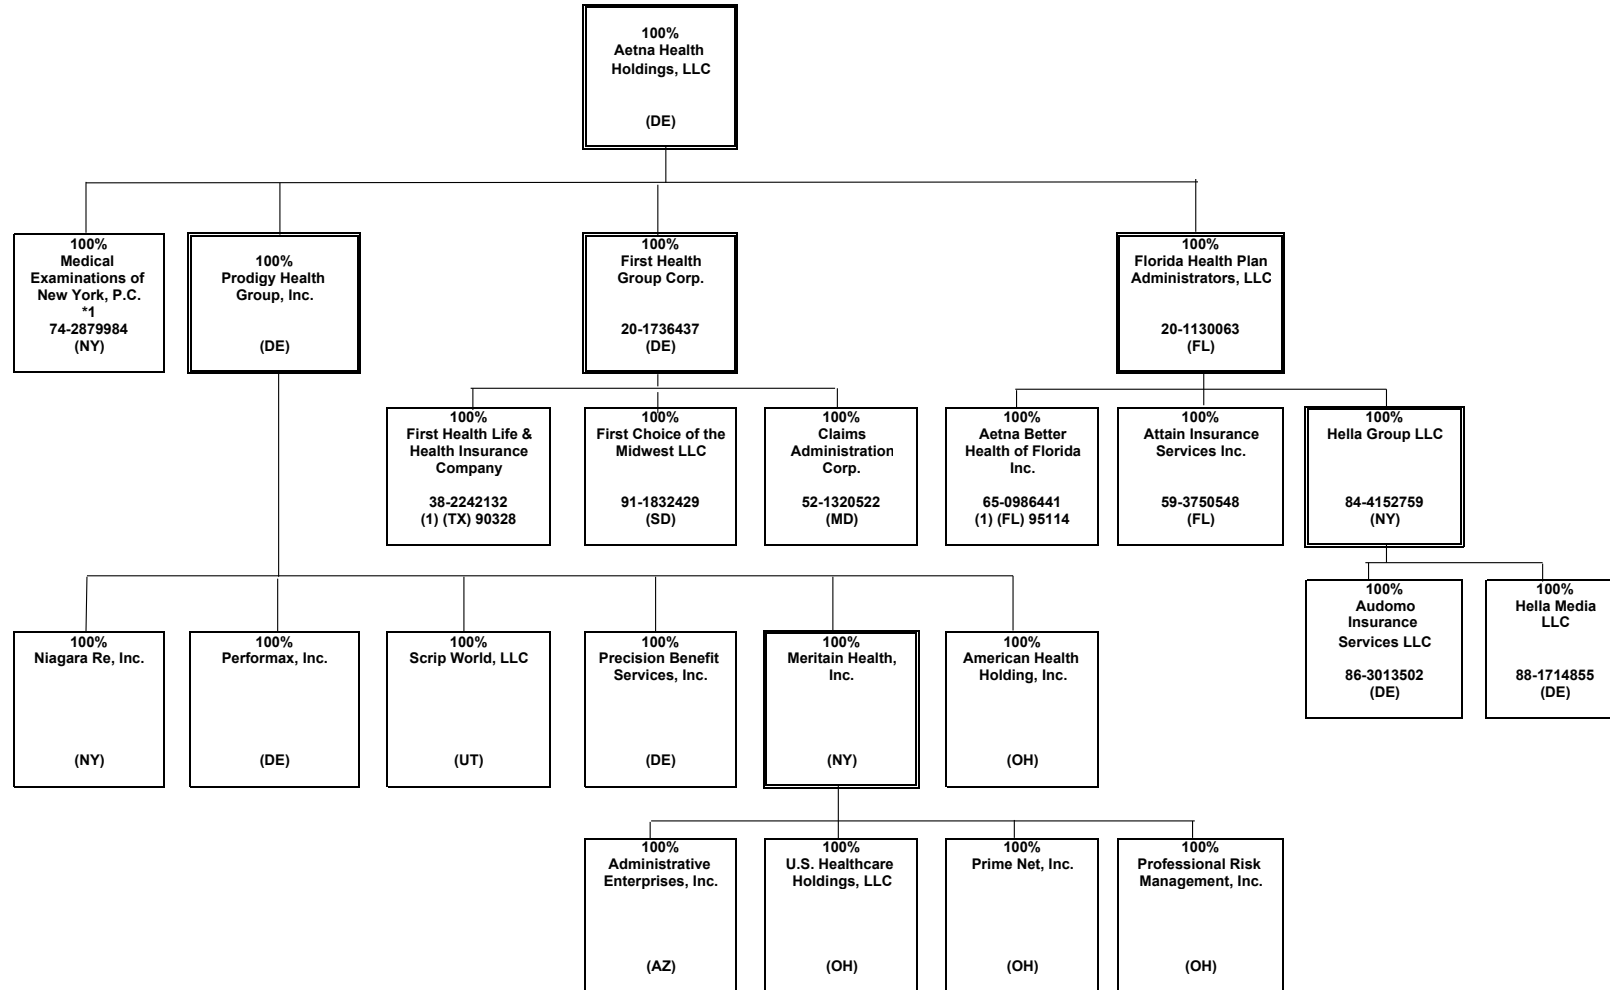 100%
Aetna Health
Holdings, LLC
(DE)
100%
Medical
Examinations of
New York, P.C.
*1
74-2879984
(NY)
100%
Prodigy Health
Group, Inc.
(DE)
100%
First Health
Group Corp.
20-1736437
(DE)
100%
Florida Health Plan
Administrators, LLC
20-1130063
(FL)
100%
First Health Life &
Health Insurance
Company
38-2242132
(1) (TX) 90328
100%
First Choice of the
Midwest LLC
91-1832429
(SD)
100%
Claims
Administration
Corp.
52-1320522
(MD)
100%
Aetna Better
Health of Florida
Inc.
65-0986441
(1) (FL) 95114
100%
Attain Insurance
Services Inc.
59-3750548
(FL)
100%
Hella Group LLC
84-4152759
(NY)
100%
Audomo
Insurance
Services LLC
86-3013502
(DE)
100%
Hella Media
LLC
88-1714855
(DE)
100%
Niagara Re, Inc.
(NY)
100%
Performax, Inc.
(DE)
100%
Scrip World, LLC
(UT)
100%
Precision Benefit
Services, Inc.
(DE)
100%
Meritain Health,
Inc.
(NY)
100%
American Health
Holding, Inc.
(OH)
100%
Administrative
Enterprises, Inc.
(AZ)
100%
U.S. Healthcare
Holdings, LLC
(OH)
100%
Prime Net, Inc.
(OH)
100%
Professional Risk
Management, Inc.
(OH)